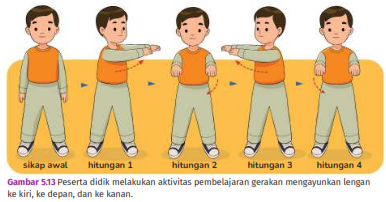 sikap awal hitungan 1 hitungan 2 hitungan 3 hitungan 4
Gambar 5.13 Peserta didik melakukan aktivitas pembelajaran gerakan mengayunkan lengan
ke kiri, ke depan, dan ke kanan.